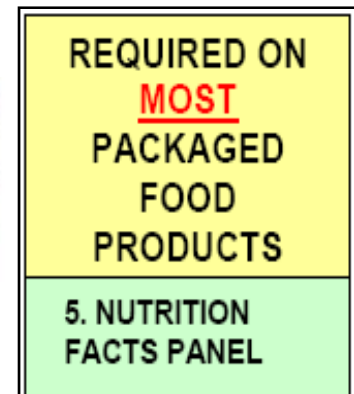 REQUIRED ON
MOST
PACKAGED
FOOD
PRODUCTS
5. NUTRITION
FACTS PANEL